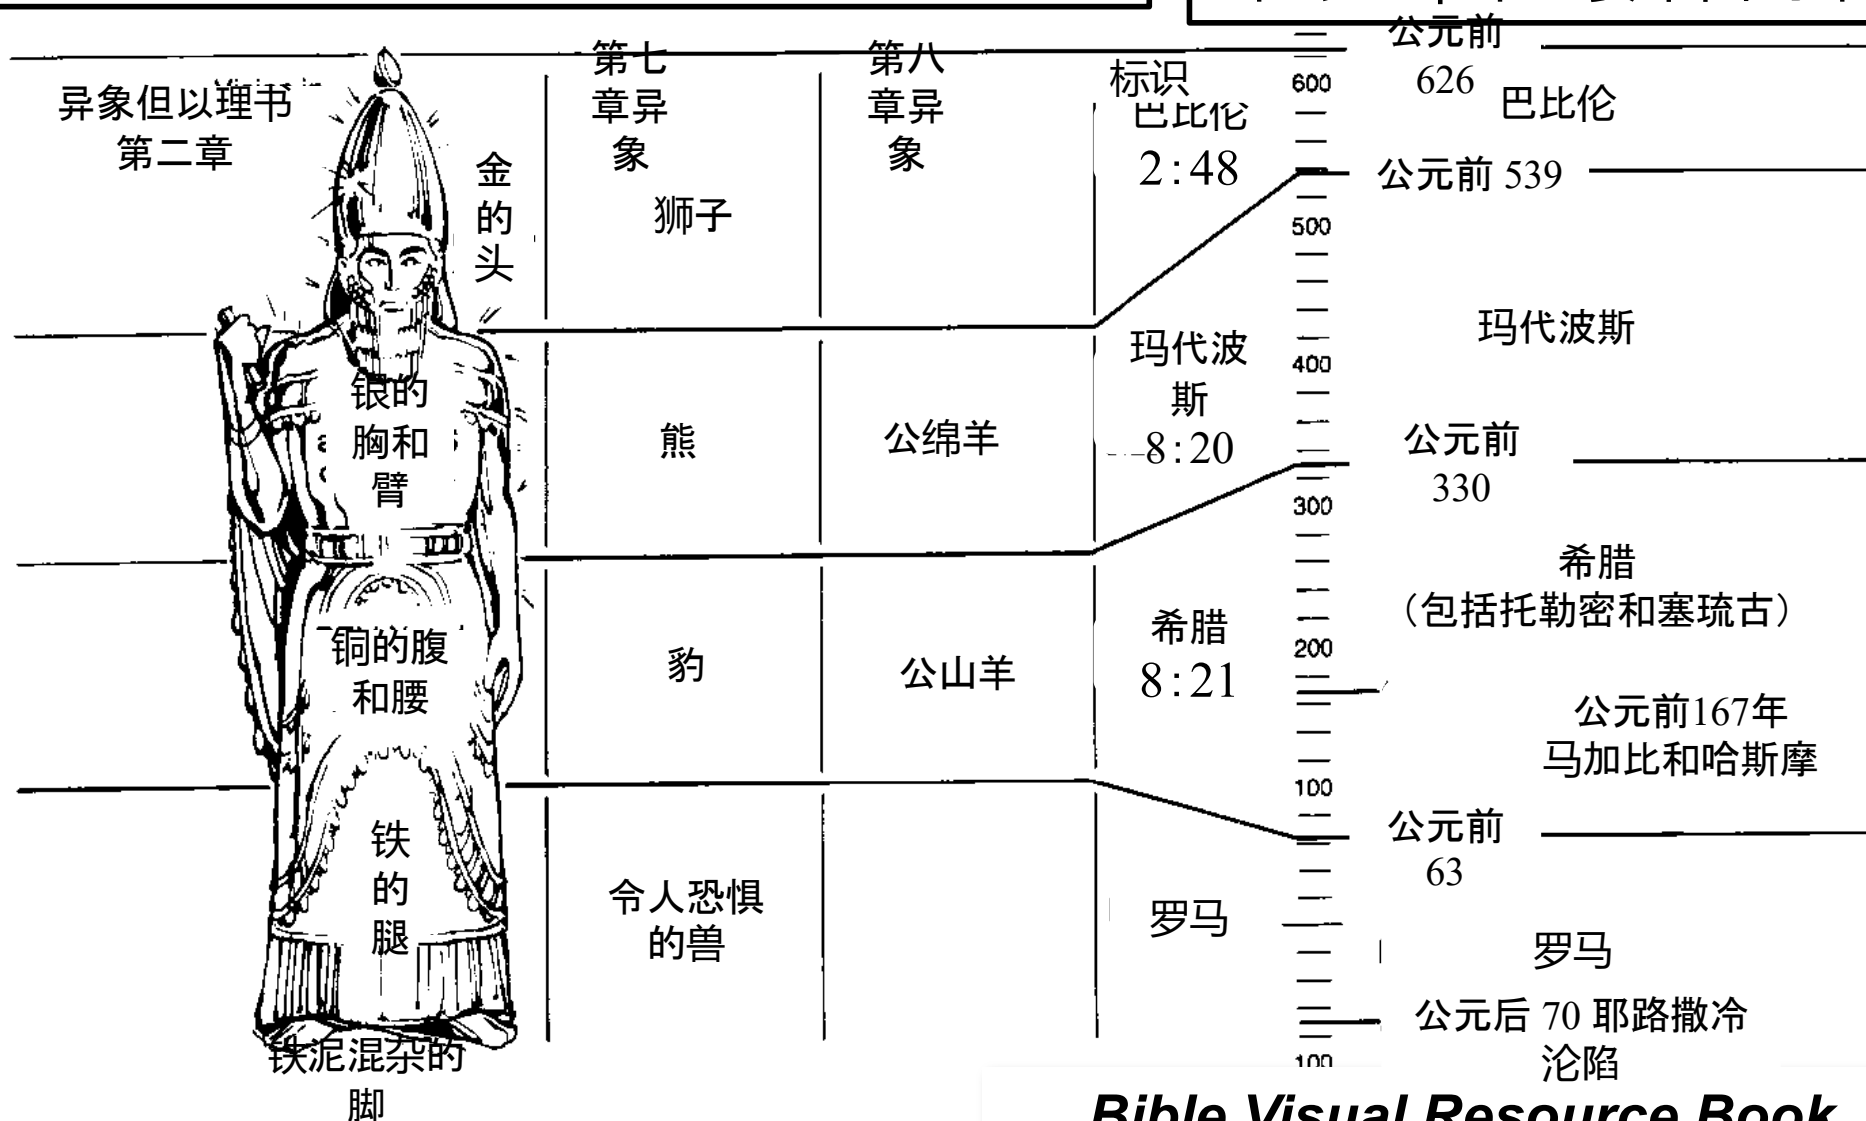 异象但以理书
第二章
金
的
头
第七
章异
象
狮子
第八
章异
象
标识
巴比伦
2:48
600
公元前
626
巴比伦
公元前 539
500
银的
胸和
臂
熊
公绵羊
玛代波
斯
8:20
400
玛代波斯
公元前
330
300
铜的腹
和腰
豹
公山羊
希腊
8:21
希腊
（包括托勒密和塞琉古）
200
公元前167年
马加比和哈斯摩
100
公元前
63
铁
的
腿
令人恐惧
的兽
罗马
罗马
公元后 70 耶路撒冷
沦陷
100
铁泥混杂的
脚
Bible Visual Resource Book